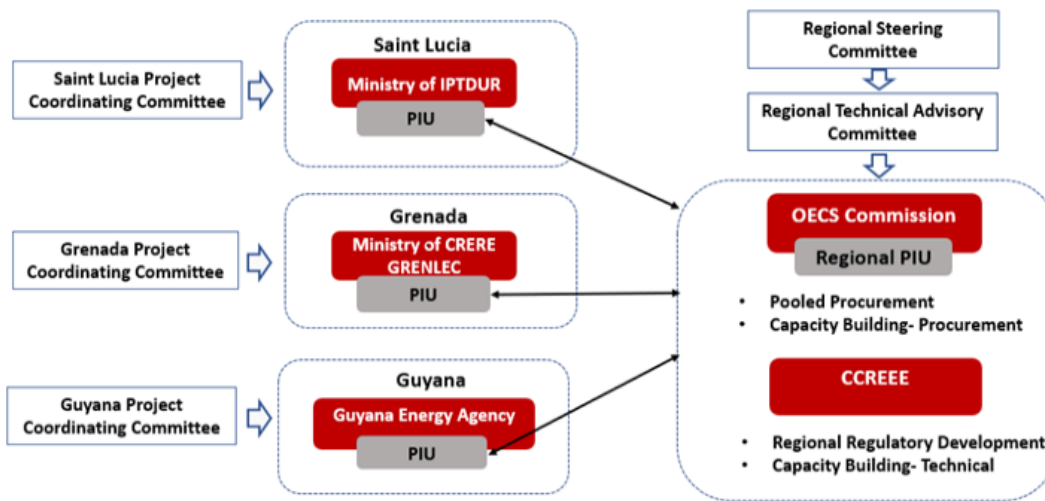 Saint Lucia Project
Coordinating Committee
Saint Lucia
Ministry of IPTDUR
PIU
Grenada Project
Coordinating Committee
Grenada
Ministry of CRERE
GRENLEC
PIU
Guyana Project
Coordinating Committee
Guyana
Guyana Energy Agency
PIU
Regional Steering
Committee
Regional Technical Advisory
Committee
OECS Commission
Regional PIU
• Pooled Procurement
• Capacity Building- Procurement
CCREEE
• Regional Regulatory Development
• Capacity Building- Technical